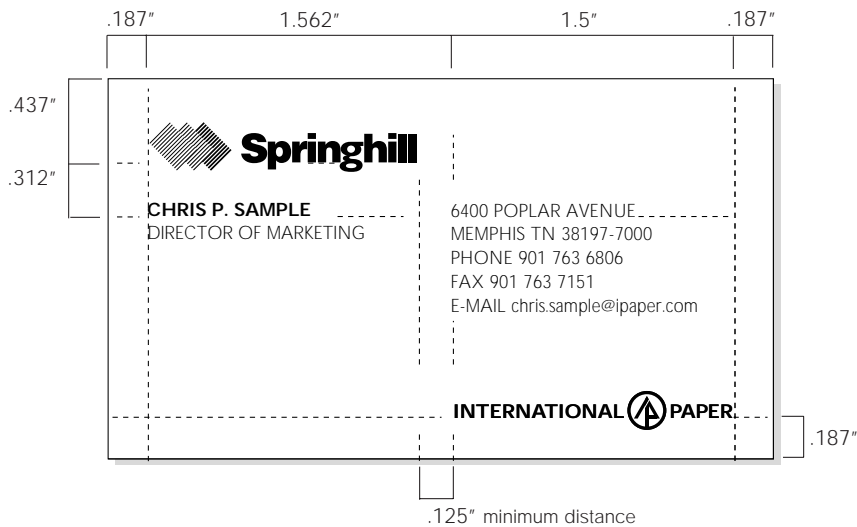 .187" 1.562" 1.5" .187"
.437"
Springhill
.312"
CHRIS P. SAMPLE
DIRECTOR OF MARKETING
6400 POPLAR AVENUE
MEMPHIS TN 38197-7000
PHONE 901 763 6806
FAX 901 763 7151
E-MAIL chris.sample@ipaper.com
INTERNATIONAL PAPER
.187"
.125" minimum distance